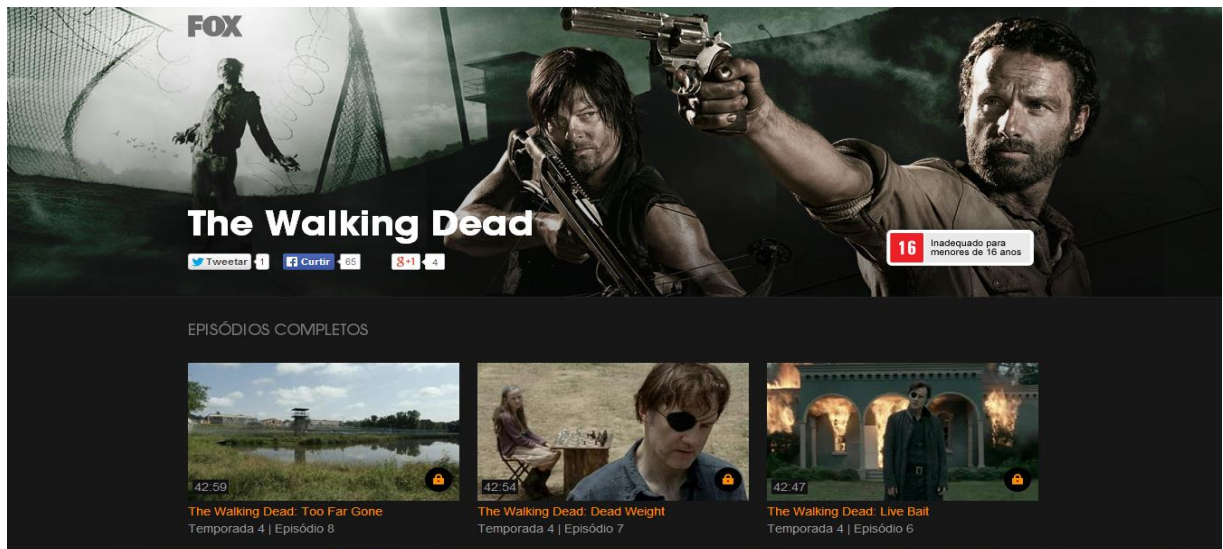 FOX
The Walking Dead
Tweetar 1 Curtir 65 g+1 4
16 Inadequado para
menores de 16 anos
EPISÓDIOS COMPLETOS
42:59
The Walking Dead: Too Far Gone
Temporada 4 | Episódio 8
42:54
The Walking Dead: Dead Weight
Temporada 4 | Episódio 7
42:47
The Walking Dead: Live Bait
Temporada 4 | Episódio 6